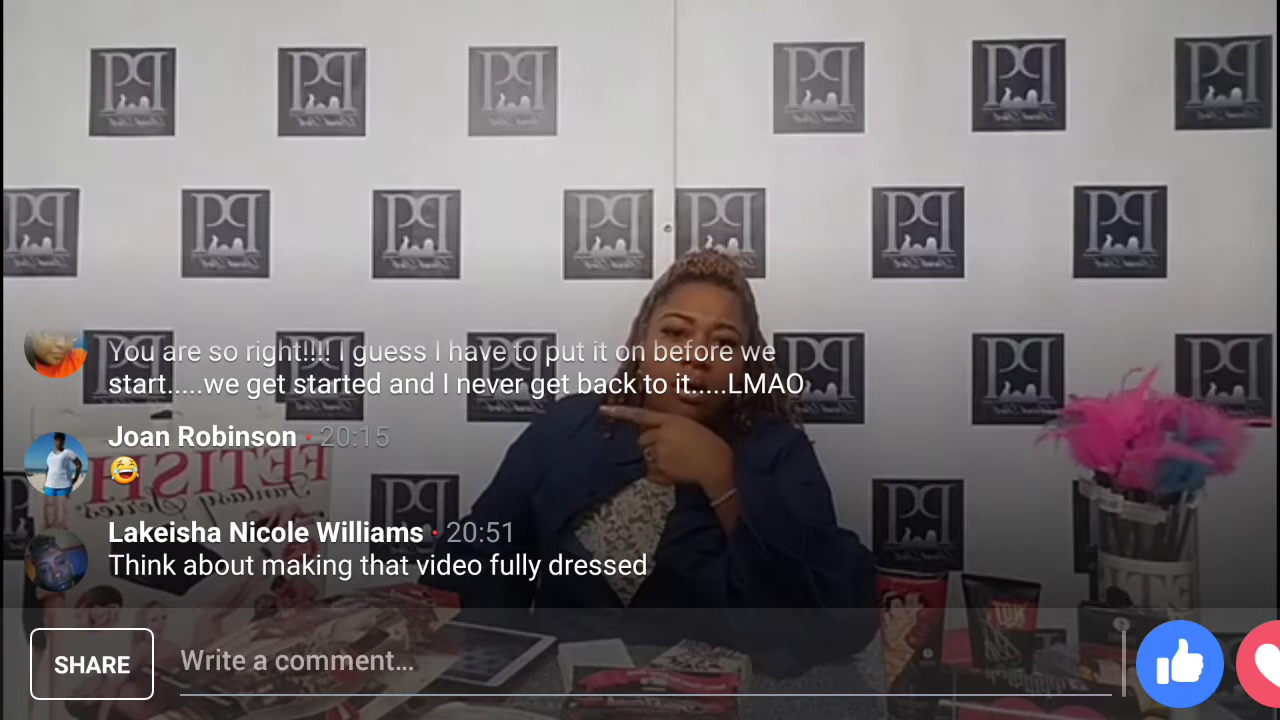 You are so right!!!! I guess I have to put it on before we
start.....we get started and I never get back to it.....LMAO
Joan Robinson • 20:15
😂
FETISH
Fantasy Series
Lakeisha Nicole Williams • 20:51
Think about making that video fully dressed
SHARE
Write a comment...